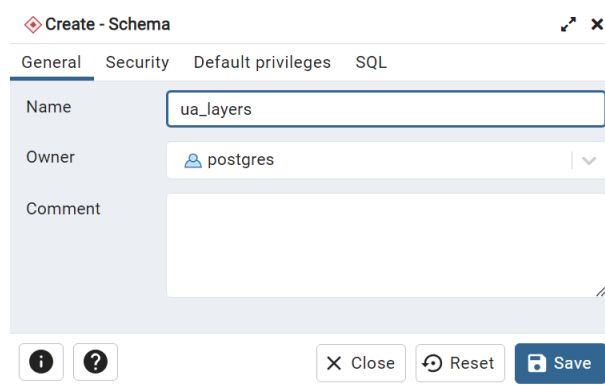 Create - Schema
General Security Default privileges SQL
Name ua_layers
Owner postgres
Comment
Close Reset Save